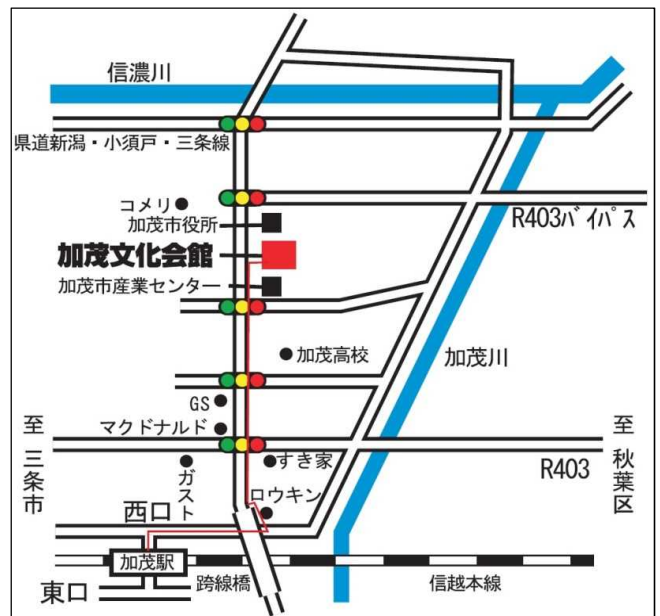 信濃川
県道新潟・小須戸・三条線
コメリ
加茂市役所
R403バイパス
加茂文化会館
加茂市産業センター
加茂高校
加茂川
GS
マクドナルド
至 三条市
至 秋葉区
すき家
R403
ガスト
ロウキン
西口
加茂駅
東口
跨線橋
信越本線